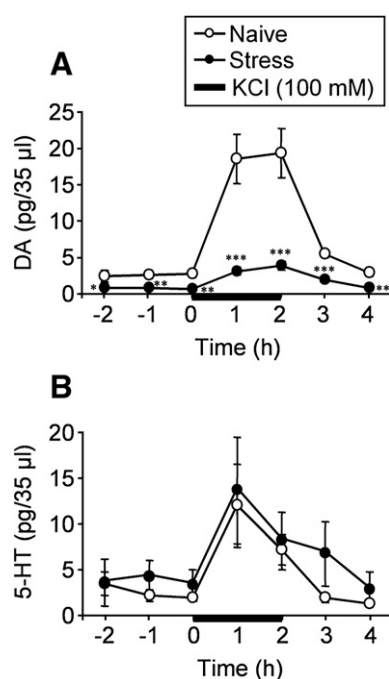 Naive
Stress
KCl (100 mM)
A
25
20
15
10
5
0
DA (pg/35 µl)
* ** ** *** *** *** **
-2 -1 0 1 2 3 4
Time (h)
B
20
15
10
5
0
5-HT (pg/35 µl)
-2 -1 0 1 2 3 4
Time (h)